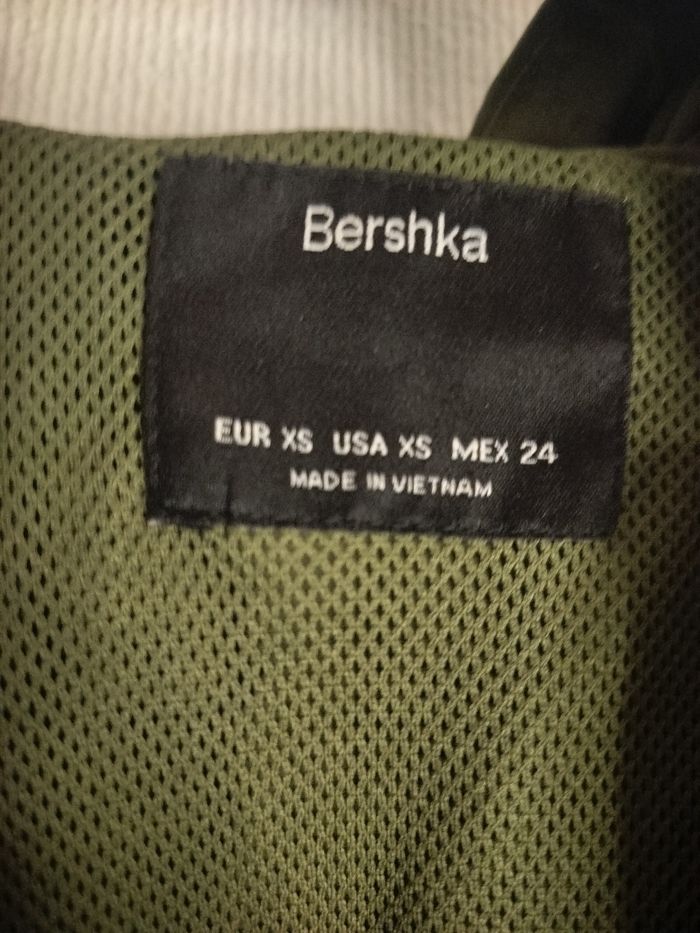 Bershka
EUR XS USA XS MEX 24
MADE IN VIETNAM